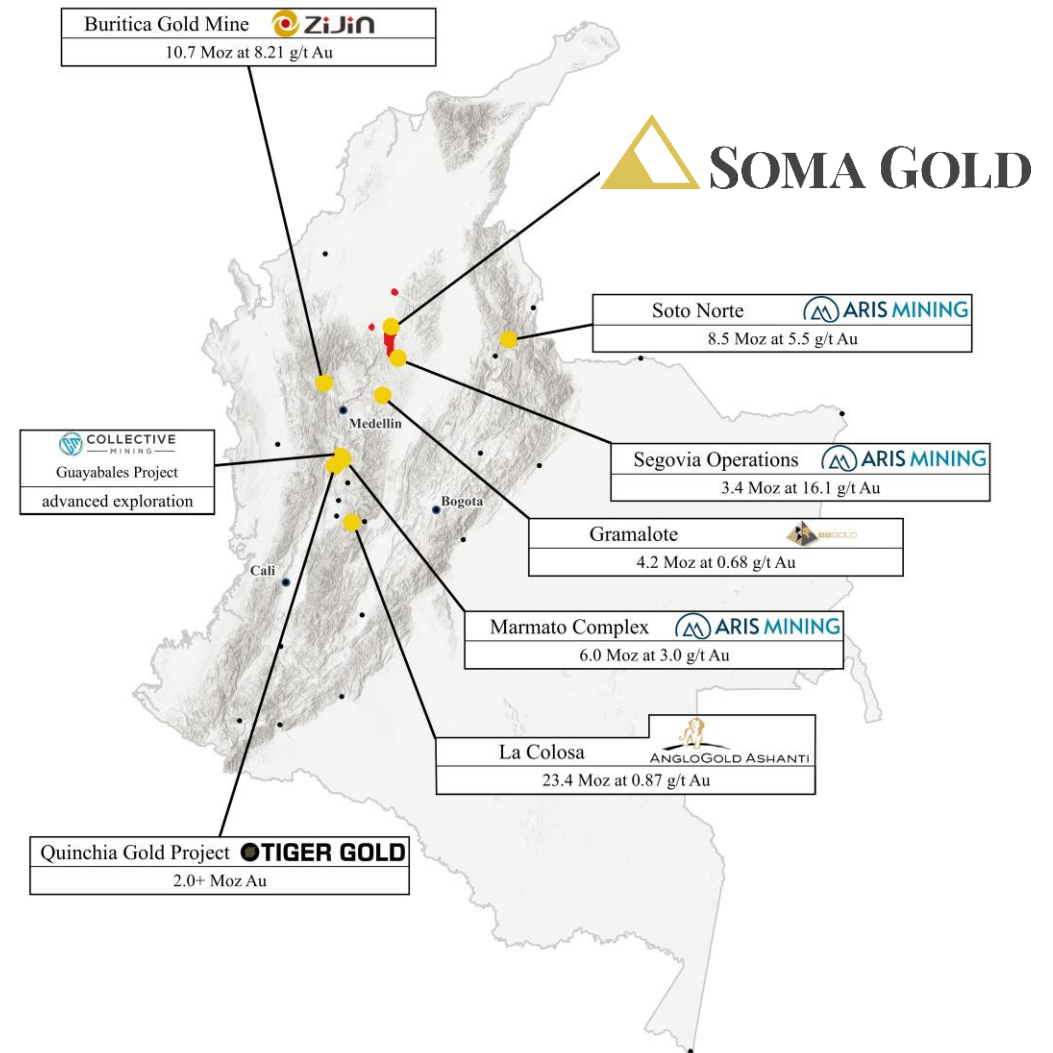 Buritica Gold Mine ZiJin
10.7 Moz at 8.21 g/t Au
SOMA GOLD
Soto Norte ARIS MINING
8.5 Moz at 5.5 g/t Au
Medellin
COLLECTIVE
MINING
Guayabales Project
advanced exploration
Segovia Operations ARIS MINING
3.4 Moz at 16.1 g/t Au
Bogota
Gramalote B2GOLD
4.2 Moz at 0.68 g/t Au
Cali
Marmato Complex ARIS MINING
6.0 Moz at 3.0 g/t Au
La Colosa ANGLOGOLD ASHANTI
23.4 Moz at 0.87 g/t Au
Quinchia Gold Project TIGER GOLD
2.0+ Moz Au